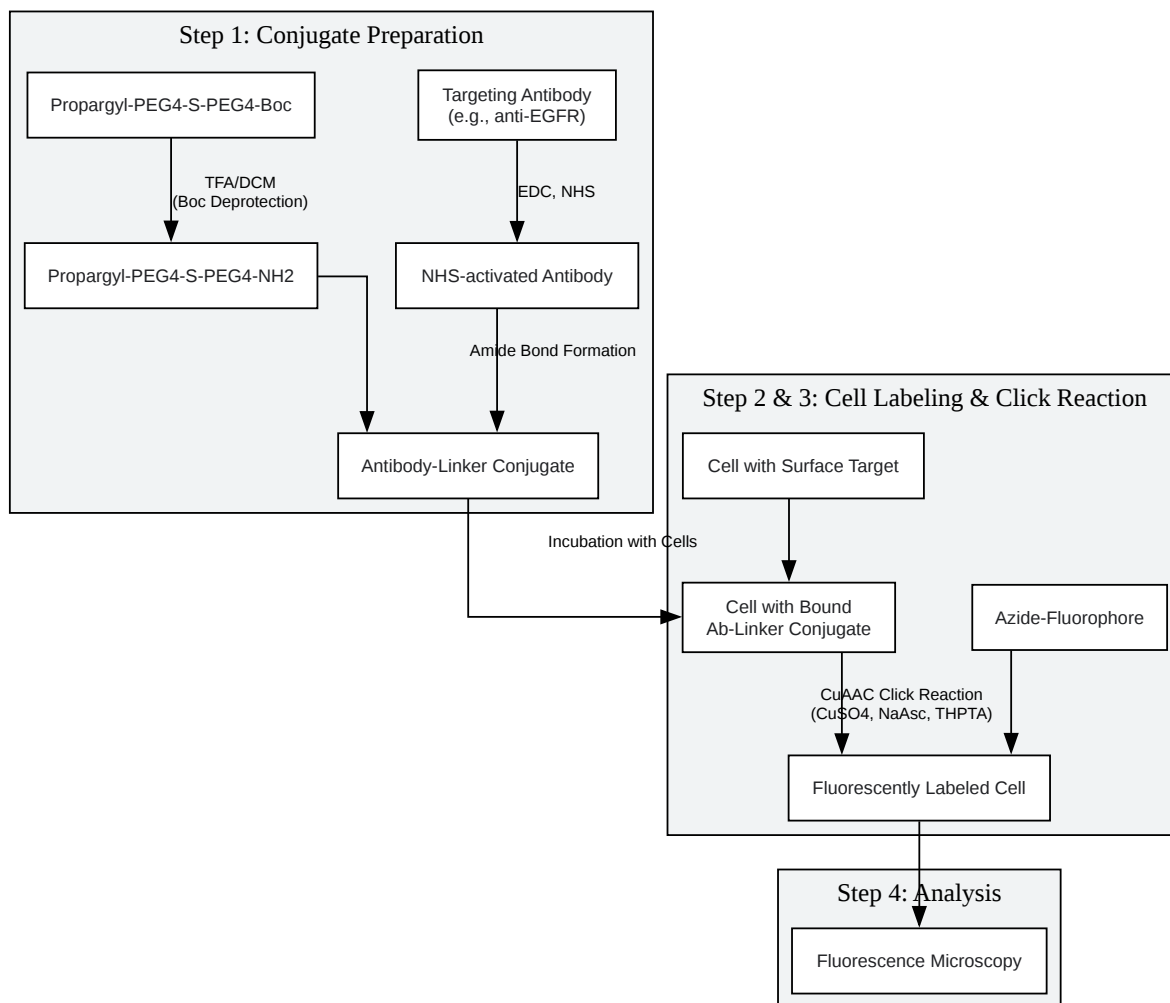 Step 1: Conjugate Preparation
Propargyl-PEG4-S-PEG4-Boc
Targeting Antibody
(e.g., anti-EGFR)
TFA/DCM
(Boc Deprotection)
EDC, NHS
Propargyl-PEG4-S-PEG4-NH2
NHS-activated Antibody
Amide Bond Formation
Antibody-Linker Conjugate
Incubation with Cells
Step 2 & 3: Cell Labeling & Click Reaction
Cell with Surface Target
Cell with Bound
Ab-Linker Conjugate
Azide-Fluorophore
CuAAC Click Reaction
(CuSO4, NaAsc, THPTA)
Fluorescently Labeled Cell
Step 4: Analysis
Fluorescence Microscopy